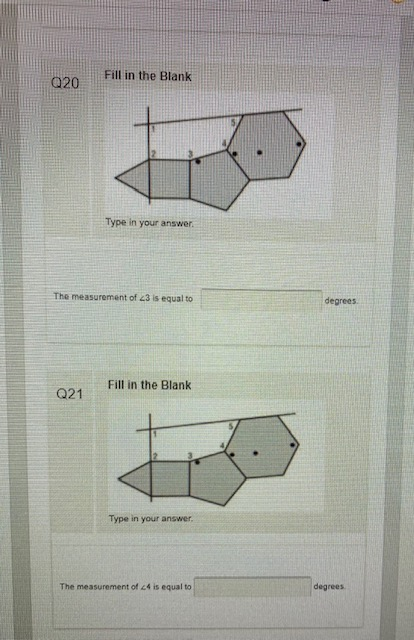 Q20
Fill in the Blank
1
2
3
4
5
Type in your answer.
The measurement of ∠3 is equal to
degrees.
Q21
Fill in the Blank
1
2
3
4
5
Type in your answer.
The measurement of ∠4 is equal to
degrees.